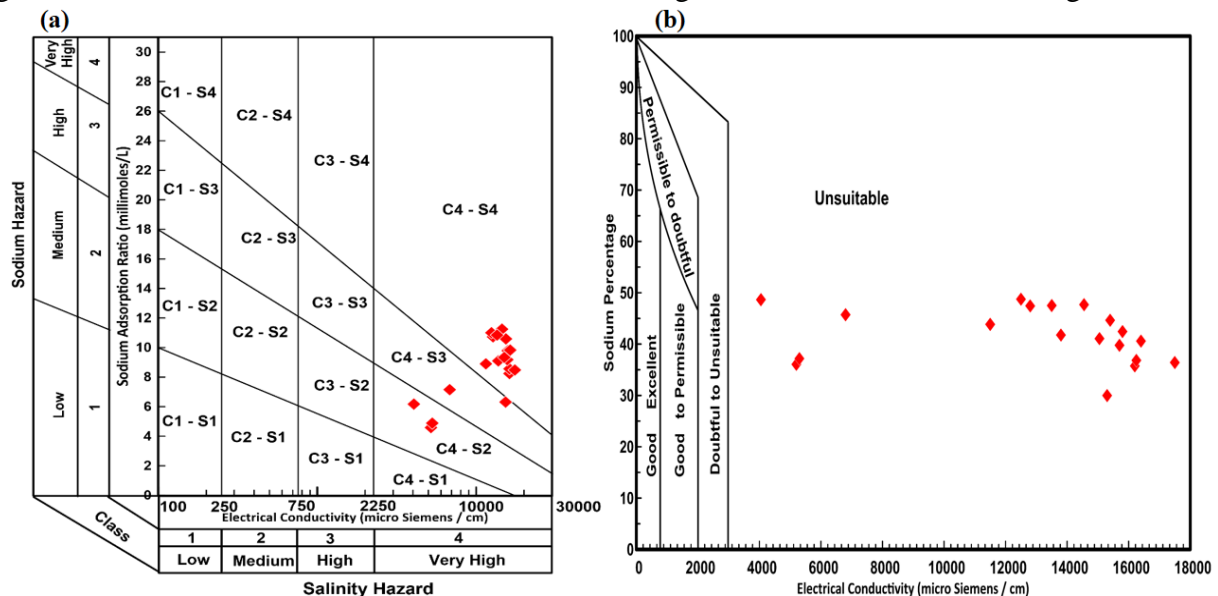 (a)
Sodium Hazard
Very High
High
Medium
Low
4
3
2
1
Sodium Adsorption Ratio (millimoles/L)
30
28
26
24
22
20
18
16
14
12
10
8
6
4
2
0
C1 - S4
C2 - S4
C3 - S4
C4 - S4
C1 - S3
C2 - S3
C3 - S3
C4 - S3
C1 - S2
C2 - S2
C3 - S2
C4 - S2
C1 - S1
C2 - S1
C3 - S1
C4 - S1
100 250 750 2250 10000 30000
Electrical Conductivity (micro Siemens / cm)
Class
1 2 3 4
Low Medium High Very High
Salinity Hazard
(b)
Sodium Percentage
100
90
80
70
60
50
40
30
20
10
0
Permissible to doubtful
Unsuitable
Excellent
Good
Good to Permissible
Doubtful to Unsuitable
0 2000 4000 6000 8000 10000 12000 14000 16000 18000
Electrical Conductivity (micro Siemens / cm)